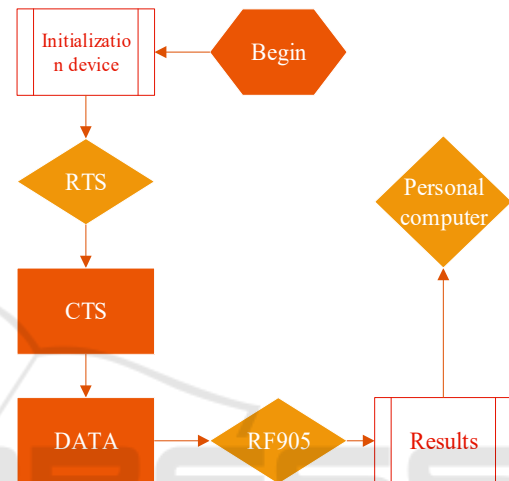 Begin
Initializatio
n device
RTS
CTS
DATA
RF905
Results
Personal
computer